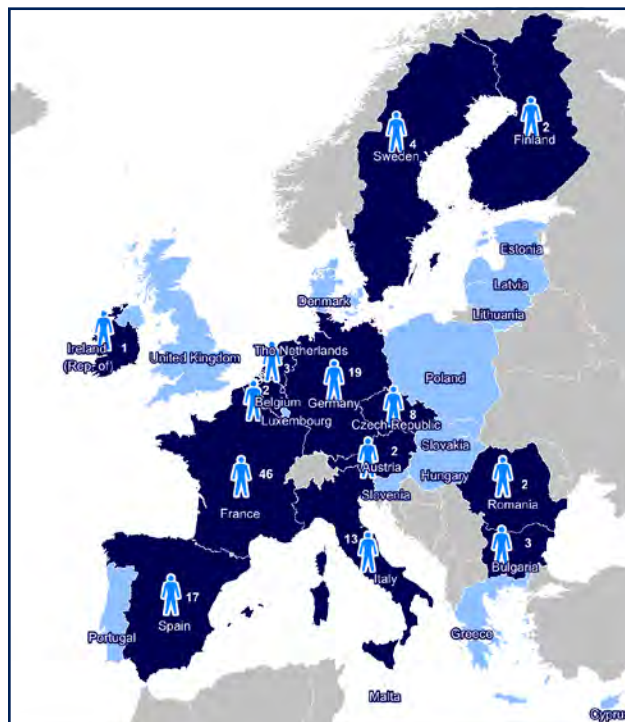 4
Sweden
2
Finland
Estonia
Latvia
Lithuania
Denmark
Ireland
(Rep. of)
1
United Kingdom
The Netherlands
3
2
Belgium
Luxembourg
19
Germany
Poland
8
Czech Republic
Slovakia
2
Austria
Hungary
Slovenia
46
France
2
Romania
3
Bulgaria
13
Italy
17
Spain
Portugal
Greece
Malta
Cyprus